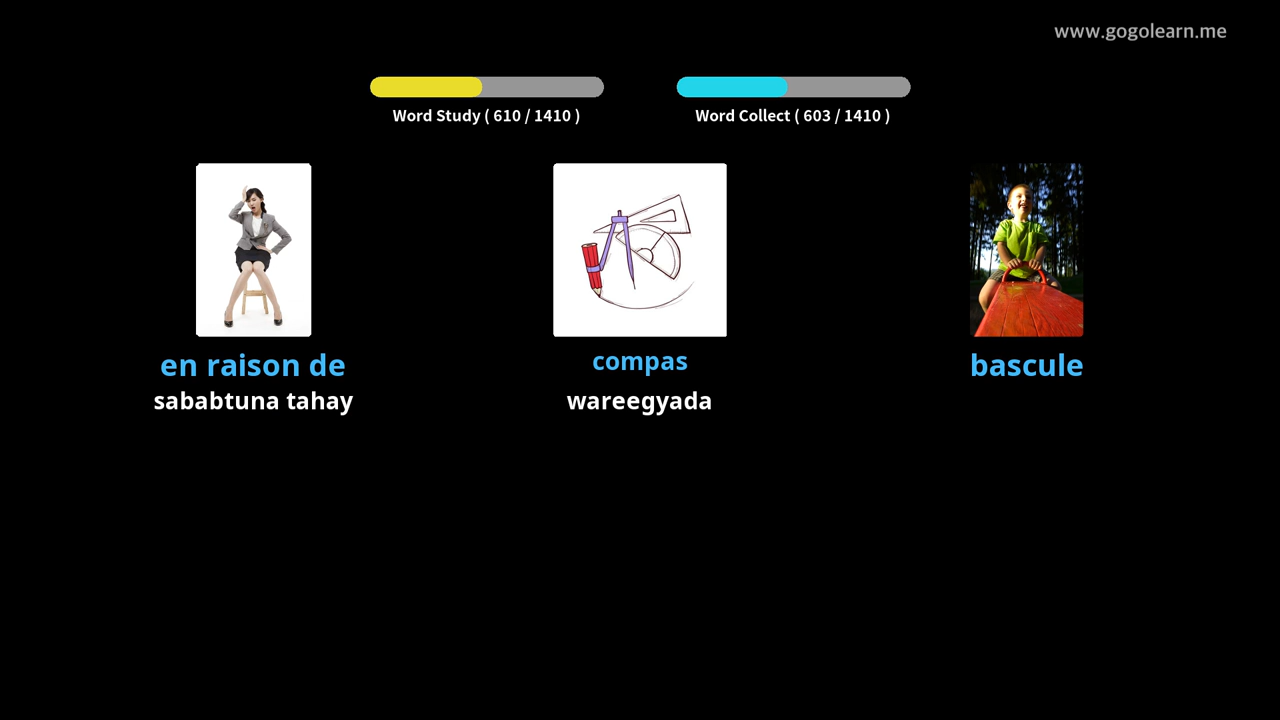 www.gogolearn.me
Word Study ( 610 / 1410 )
Word Collect ( 603 / 1410 )
en raison de
sababtuna tahay
compas
wareegyada
bascule